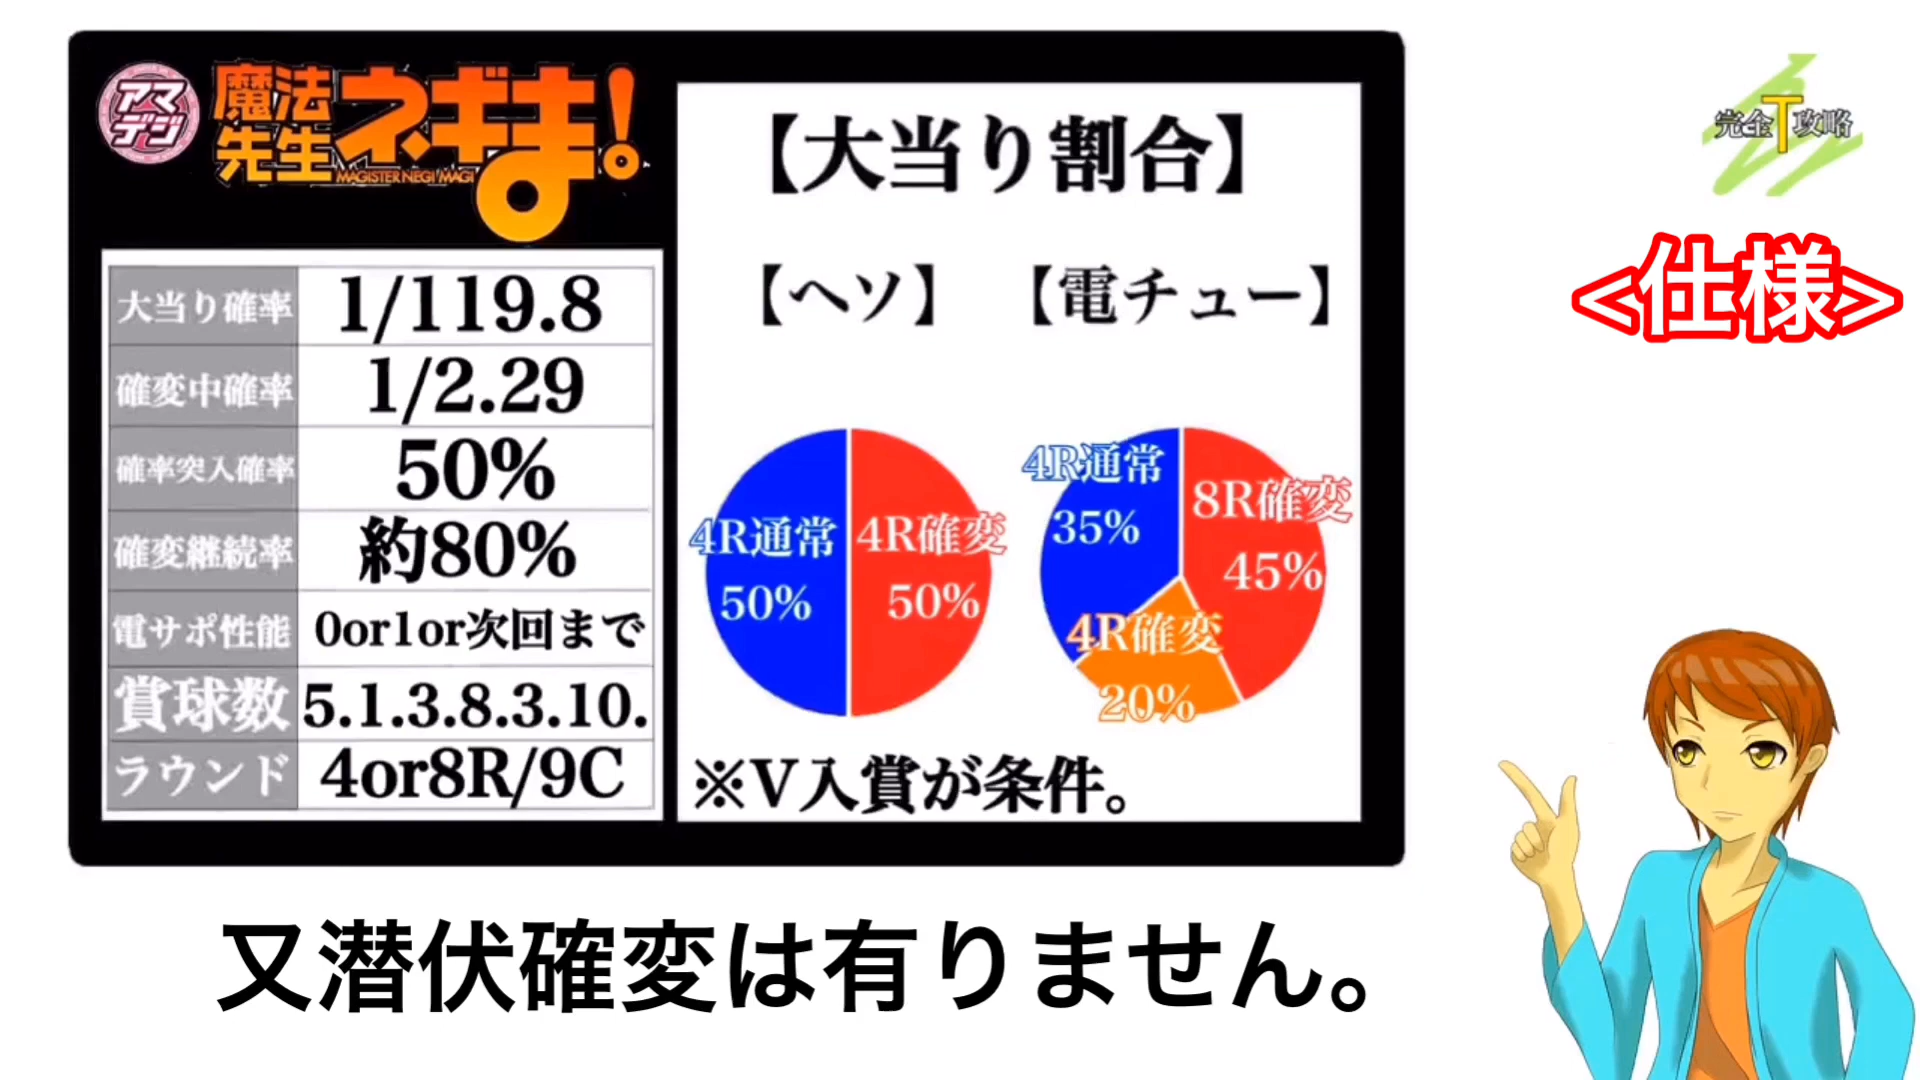 アマ
デジ
魔法
先生
ネギま!
MAGISTER NEGI MAGI
大当り確率 1/119.8
確変中確率 1/2.29
確率突入確率 50%
確変継続率 約80%
電サポ性能 0or1or次回まで
賞球数 5.1.3.8.3.10.
ラウンド 4or8R/9C
【大当り割合】
【ヘソ】 【電チュー】
4R通常
50%
4R確変
50%
4R通常
35%
8R確変
45%
4R確変
20%
※V入賞が条件。
完全T攻略
<仕様>
又潜伏確変は有りません。